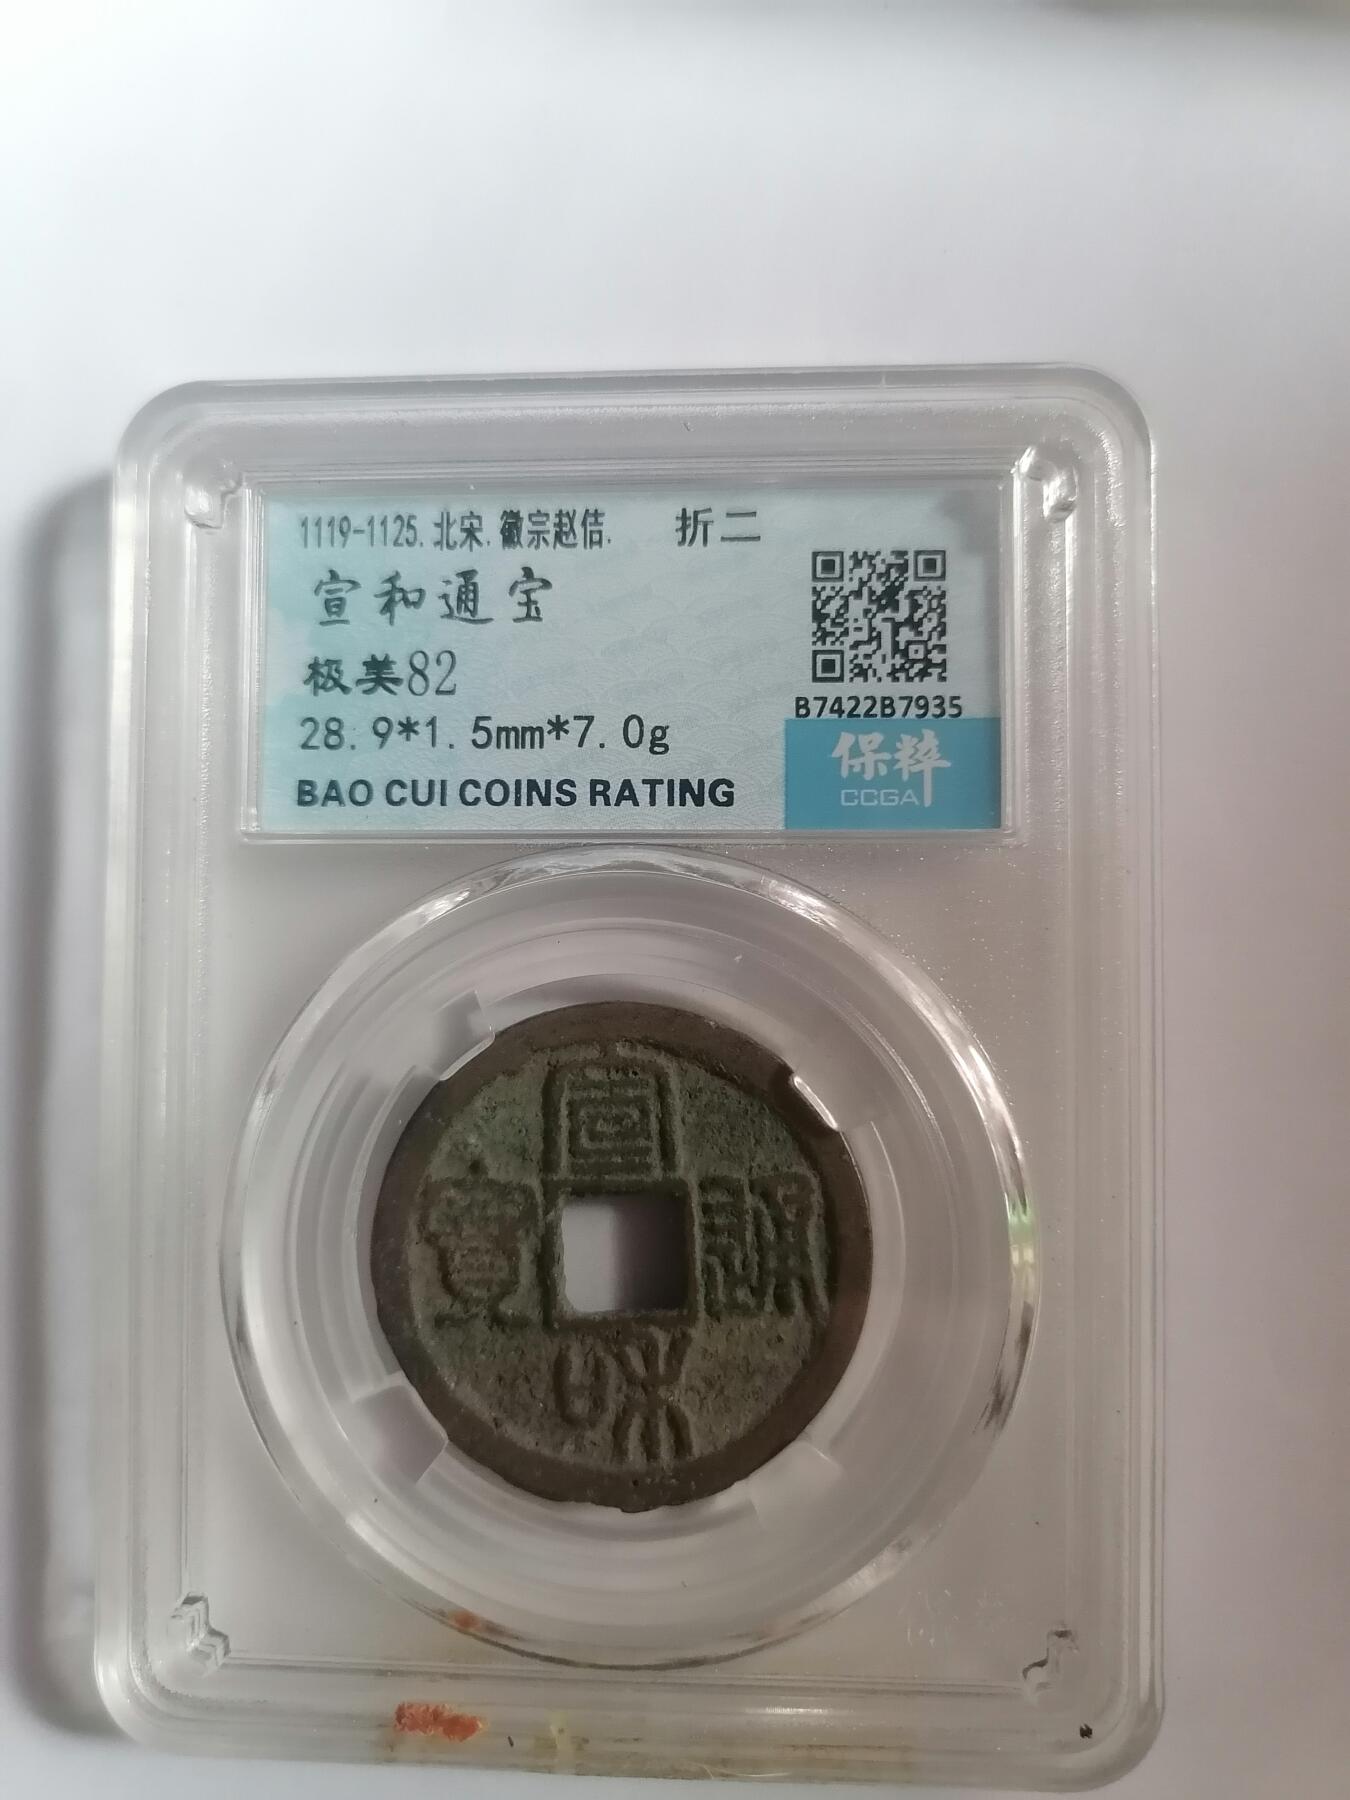 1119-1125.北宋.徽宗赵佶. 折二
宣和通宝
极美82
28.9*1.5mm*7.0g
BAO CUI COINS RATING
B7422B7935
保粹
CCGA
宣
寶 通
和